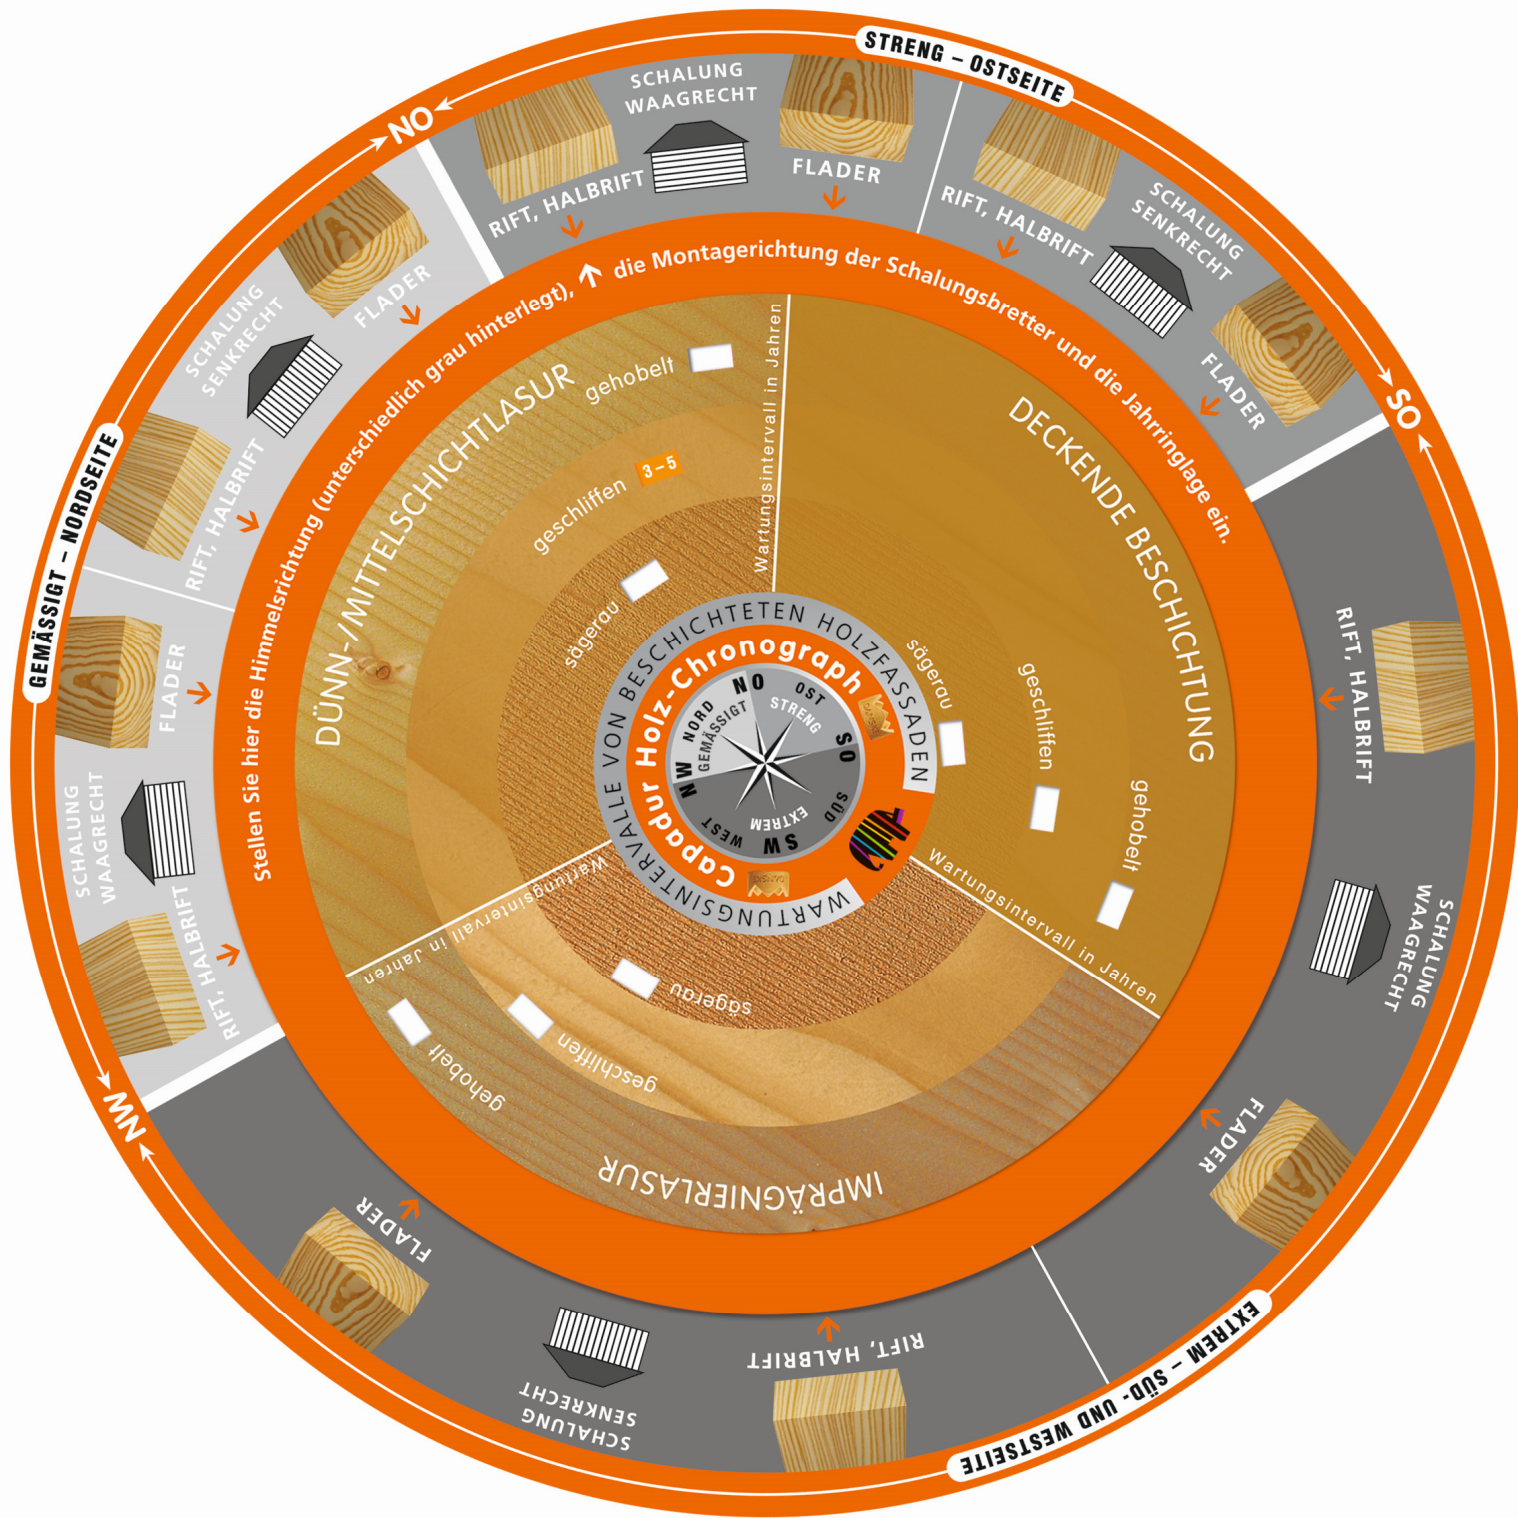 STRENG – OSTSEITE
NO
SO
NW
GEMÄSSIGT – NORDSEITE
EXTREM – SÜD- UND WESTSEITE
RIFT, HALBRIFT
SCHALUNG
WAAGRECHT
FLADER
RIFT, HALBRIFT
SCHALUNG
SENKRECHT
FLADER
RIFT, HALBRIFT
SCHALUNG
WAAGRECHT
FLADER
RIFT, HALBRIFT
SCHALUNG
SENKRECHT
FLADER
RIFT, HALBRIFT
SCHALUNG
WAAGRECHT
FLADER
RIFT, HALBRIFT
SCHALUNG
SENKRECHT
FLADER
Stellen Sie hier die Himmelsrichtung (unterschiedlich grau hinterlegt), ↑ die Montagerichtung der Schalungsbretter und die Jahrringlage ein.
DÜNN-/MITTELSCHICHTLASUR
gehobelt
geschliffen
3–5
sägerau
Wartungsintervall in Jahren
DECKENDE BESCHICHTUNG
sägerau
geschliffen
gehobelt
Wartungsintervall in Jahren
IMPRÄGNIERLASUR
sägerau
geschliffen
gehobelt
Wartungsintervall in Jahren
WARTUNGSINTERVALLE VON BESCHICHTETEN HOLZFASSADEN
Capadur Holz-Chronograph
NO
OST
STRENG
SO
SÜD
EXTREM
SW
WEST
NW
NORD
GEMÄSSIGT